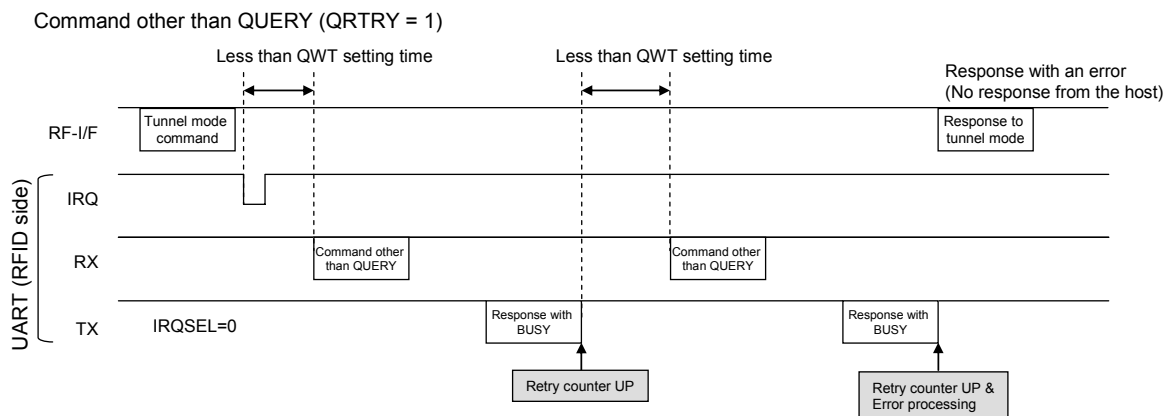 Command other than QUERY (QRTRY = 1)
Less than QWT setting time
Less than QWT setting time
Response with an error
(No response from the host)
RF-I/F
Tunnel mode
command
Response to
tunnel mode
UART (RFID side)
IRQ
RX
Command other
than QUERY
Command other
than QUERY
TX
IRQSEL=0
Response with
BUSY
Response with
BUSY
Retry counter UP
Retry counter UP &
Error processing